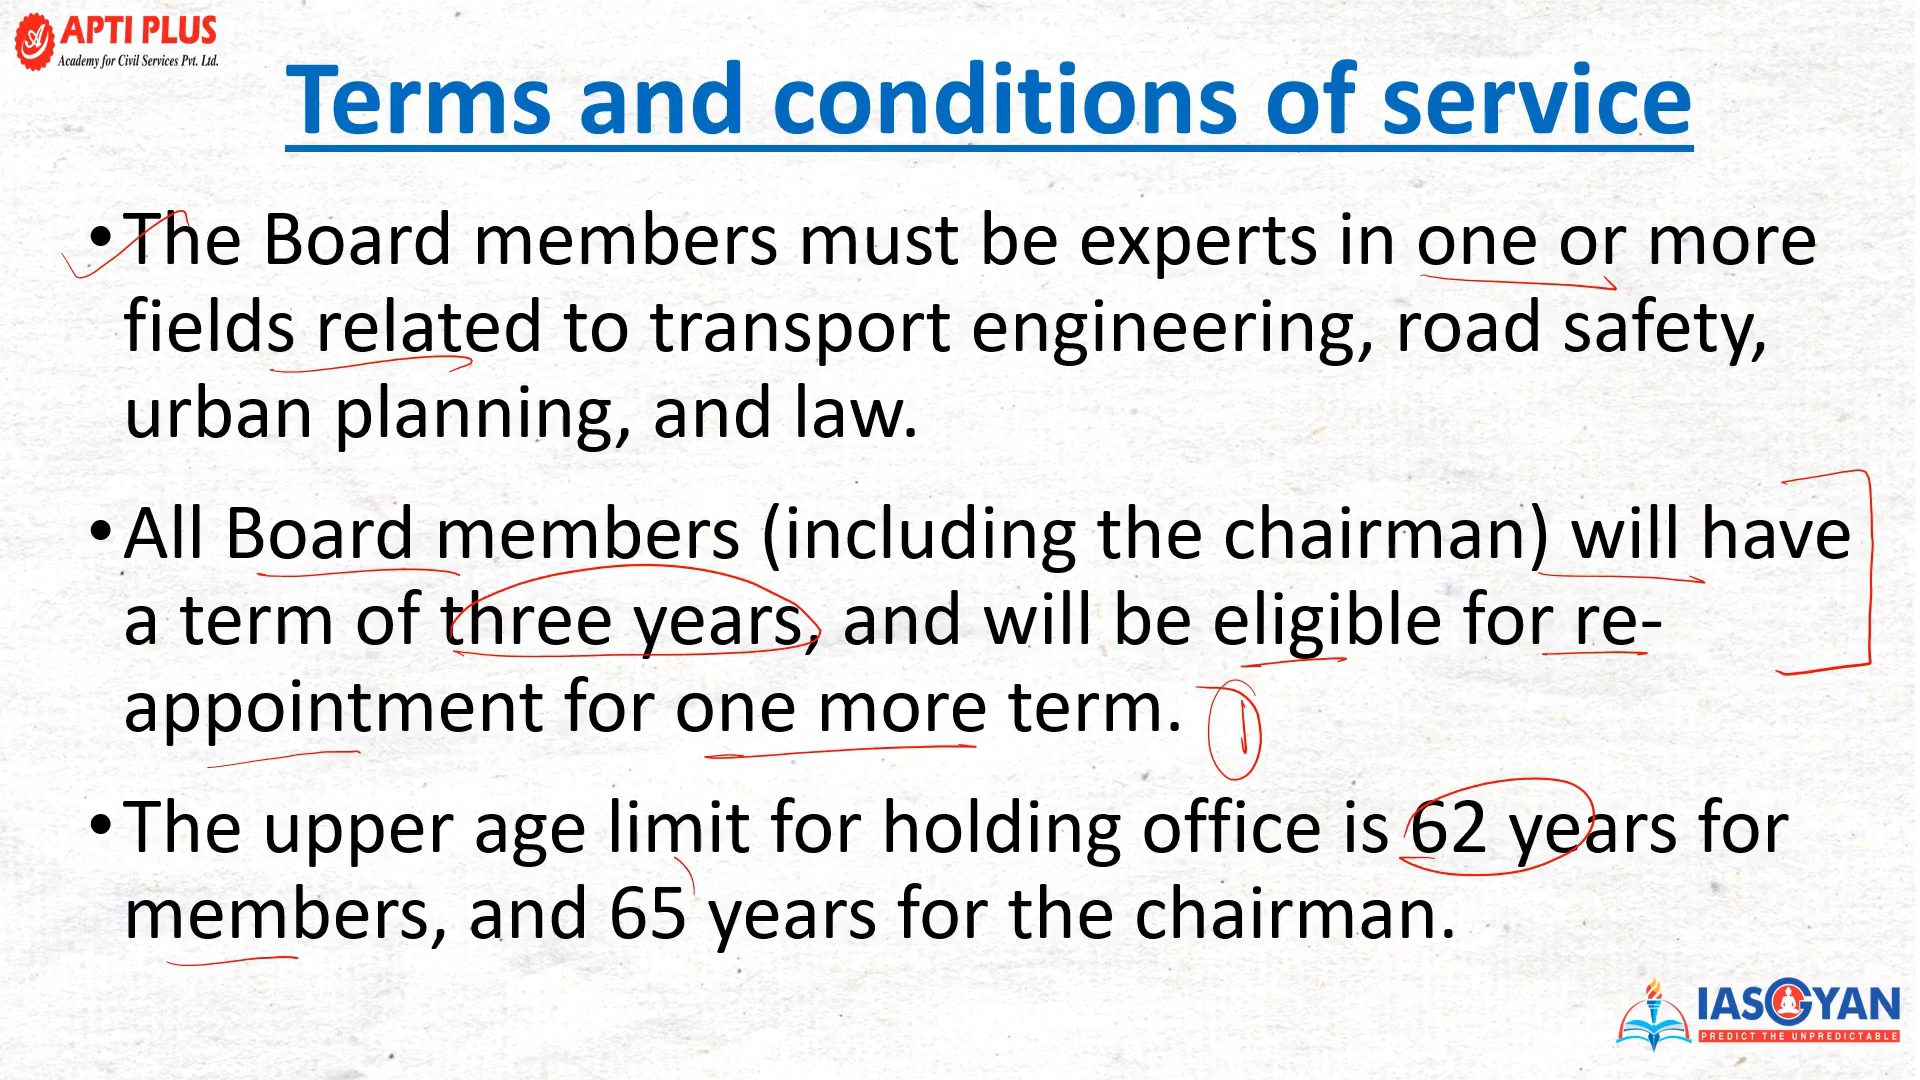 APTI PLUS
Academy for Civil Services Pvt. Ltd.
Terms and conditions of service
•The Board members must be experts in one or more
fields related to transport engineering, road safety,
urban planning, and law.
•All Board members (including the chairman) will have
a term of three years, and will be eligible for re-
appointment for one more term. 1
•The upper age limit for holding office is 62 years for
members, and 65 years for the chairman.
IASGYAN
PREDICT THE UNPREDICTABLE